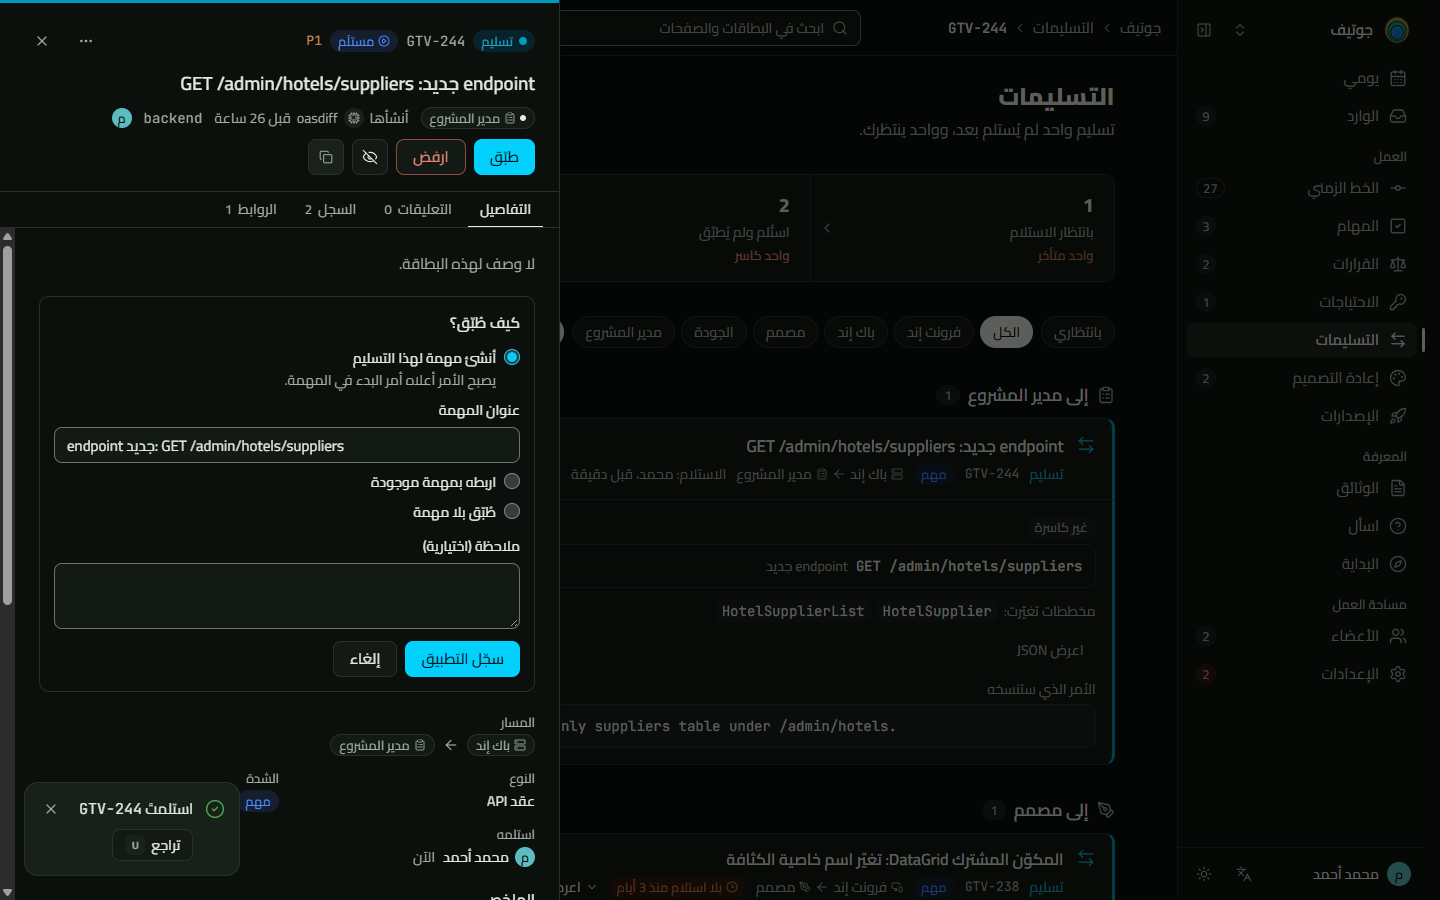 جوتيف
يومي
الوارد 9
العمل
الخط الزمني 27
المهام 3
القرارات 2
الاحتياجات 1
التسليمات
إعادة التصميم 2
الإصدارات
المعرفة
الوثائق
اسأل
البداية
مساحة العمل
الأعضاء 2
الإعدادات 2
م محمد أحمد
جوتيف التسليمات GTV-244
ابحث في البطاقات والصفحات
التسليمات
تسليم واحد لم يُستلم بعد، وواحد ينتظرك.
1
بانتظار الاستلام
واحد متأخر
2
استُلم ولم يُطبَّق
واحد كاسر
بانتظاري الكل فرونت إند باك إند مصمم الجودة مدير المشروع
إلى مدير المشروع 1
endpoint جديد: GET /admin/hotels/suppliers
تسليم GTV-244 مهم باك إند ← مدير المشروع الاستلام: محمد، قبل دقيقة
غير كاسرة
GET /admin/hotels/suppliers endpoint جديد
مخططات تغيّرت: HotelSupplier HotelSupplierList
اعرض JSON
الأمر الذي ستنسخه
nly suppliers table under /admin/hotels.
إلى مصمم 1
المكوّن المشترك DataGrid: تغيّر اسم خاصية الكثافة
تسليم GTV-238 مهم فرونت إند ← مصمم بلا استلام منذ 3 أيام
تسليم GTV-244 مستلَم P1
endpoint جديد: GET /admin/hotels/suppliers
مدير المشروع أنشأها oasdiff قبل 26 ساعة backend م
طبّق ارفض
التفاصيل التعليقات 0 السجل 2 الروابط 1
لا وصف لهذه البطاقة.
كيف طُبّق؟
أنشئ مهمة لهذا التسليم
يصبح الأمر أعلاه أمر البدء في المهمة.
عنوان المهمة
endpoint جديد: GET /admin/hotels/suppliers
اربطه بمهمة موجودة
طُبّق بلا مهمة
ملاحظة (اختيارية)
سجّل التطبيق إلغاء
المسار
باك إند ← مدير المشروع
النوع
عقد API
الشدة
مهم
استلمه
م محمد أحمد الآن
استلمتَ GTV-244
تراجع U